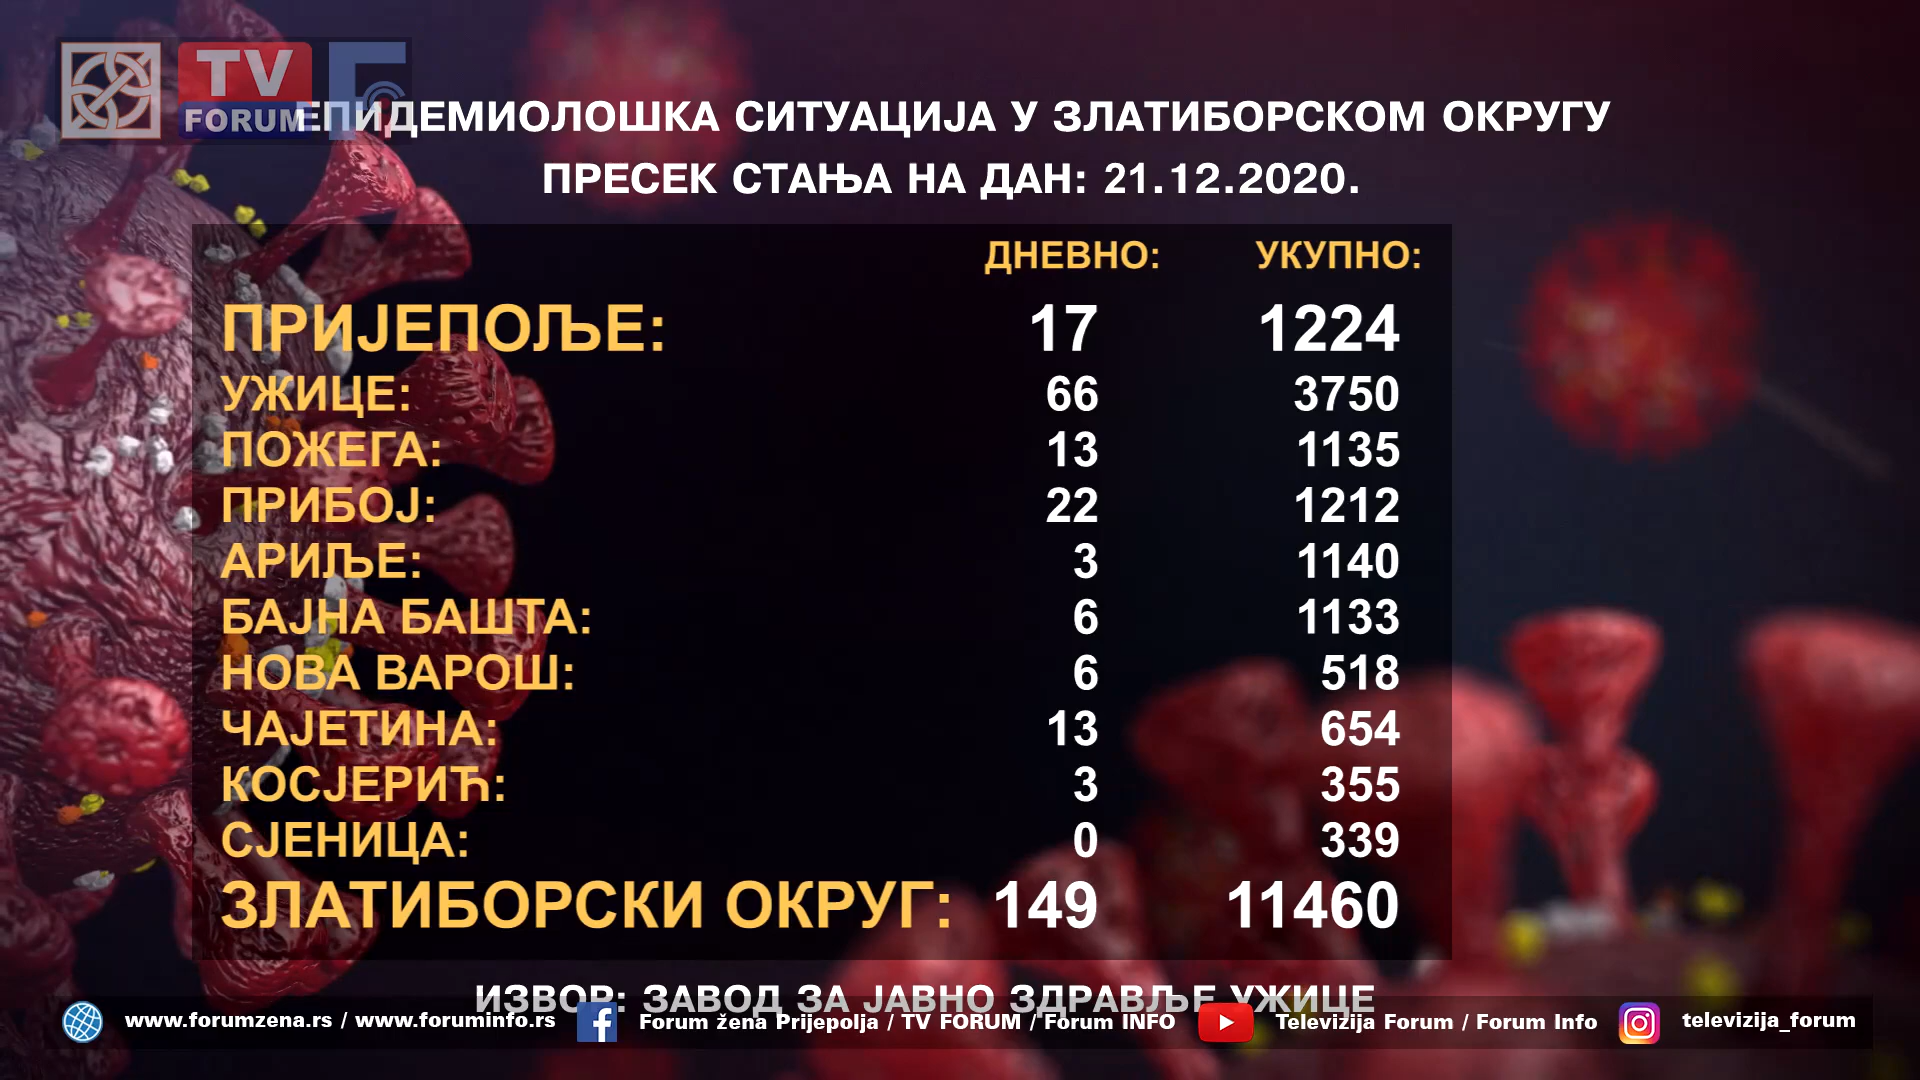 TV
FORUM
ЕПИДЕМИОЛОШКА СИТУАЦИЈА У ЗЛАТИБОРСКОМ ОКРУГУ
ПРЕСЕК СТАЊА НА ДАН: 21.12.2020.
ДНЕВНО: УКУПНО:
ПРИЈЕПОЉЕ: 17 1224
УЖИЦЕ: 66 3750
ПОЖЕГА: 13 1135
ПРИБОЈ: 22 1212
АРИЉЕ: 3 1140
БАЈНА БАШТА: 6 1133
НОВА ВАРОШ: 6 518
ЧАЈЕТИНА: 13 654
КОСЈЕРИЋ: 3 355
СЈЕНИЦА: 0 339
ЗЛАТИБОРСКИ ОКРУГ: 149 11460
ИЗВОР: ЗАВОД ЗА ЈАВНО ЗДРАВЉЕ УЖИЦЕ
www.forumzena.rs / www.foruminfo.rs Forum žena Prijepolja / TV FORUM / Forum INFO Televizija Forum / Forum Info televizija_forum